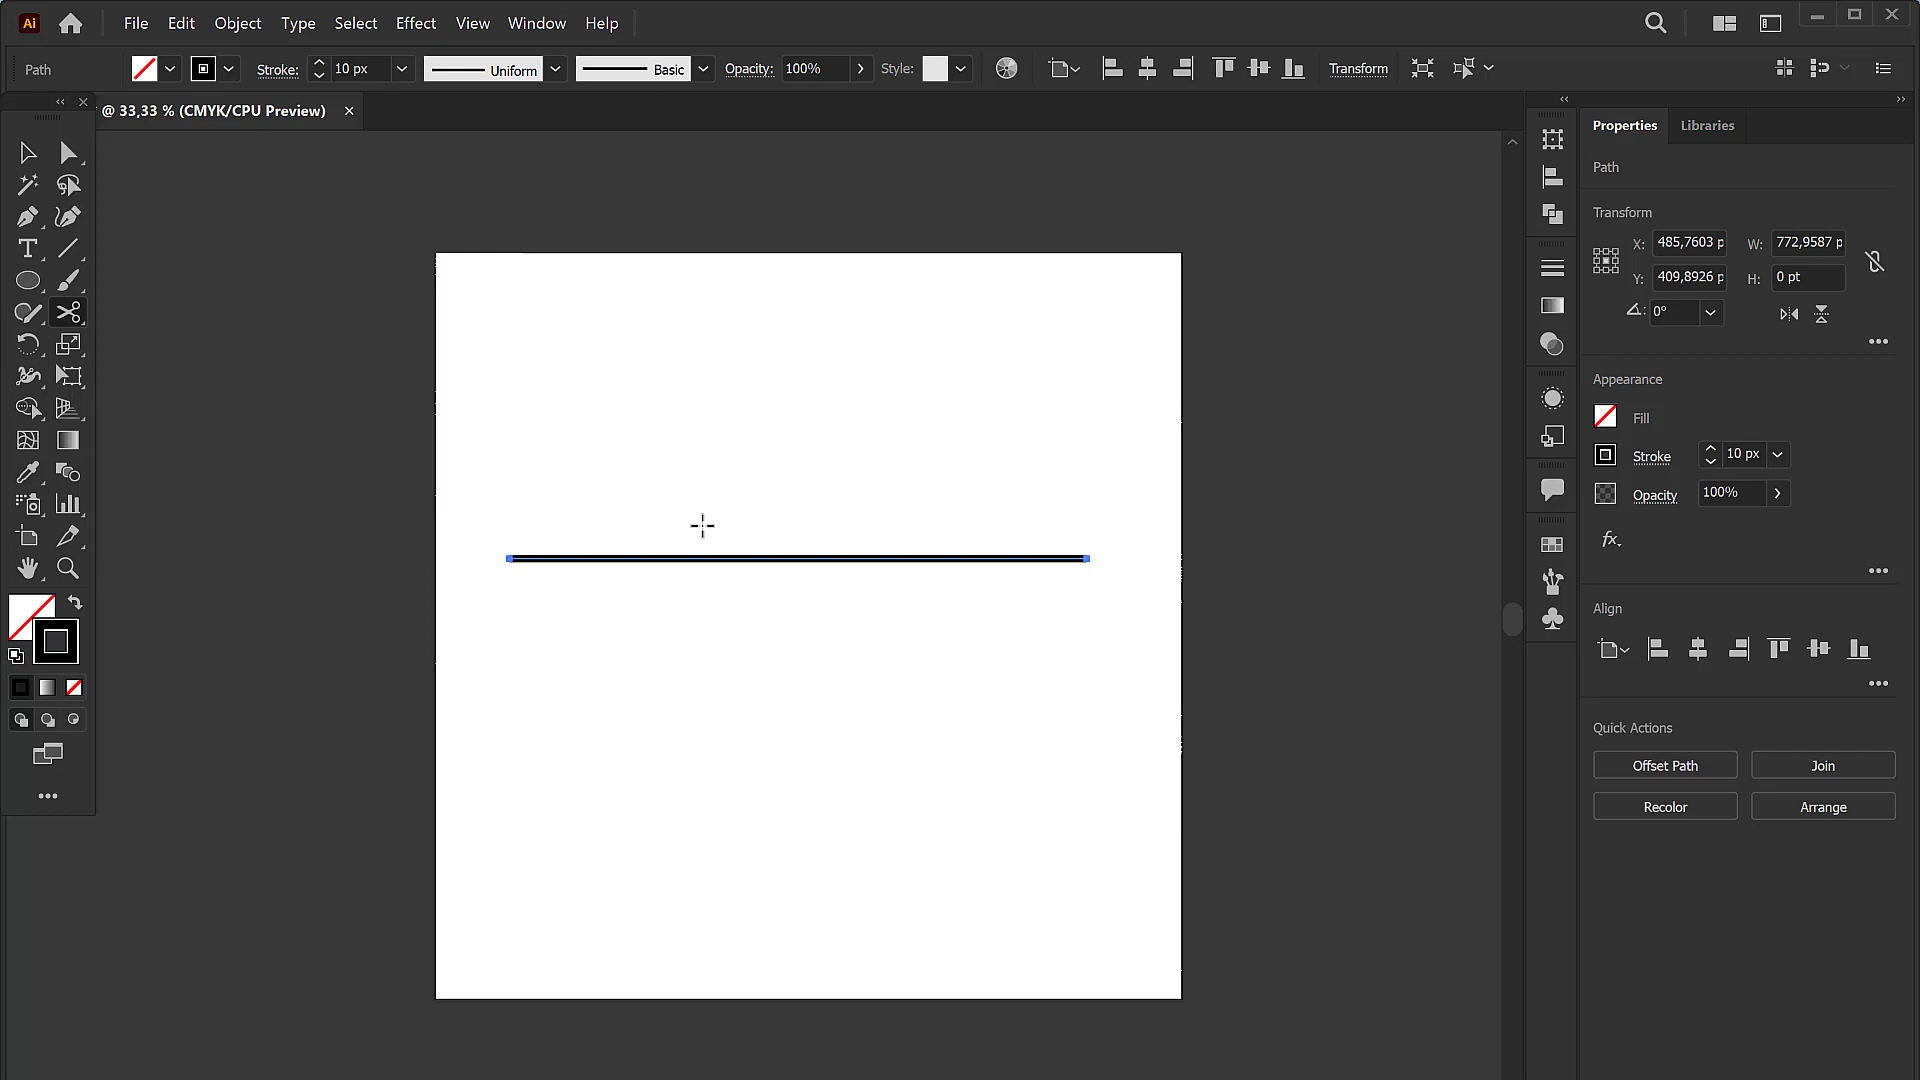 Ai File Edit Object Type Select Effect View Window Help
Path Stroke: 10 px Uniform Basic Opacity: 100% Style: Transform
@ 33,33 % (CMYK/CPU Preview)
Properties Libraries
Path
Transform
X: 485,7603 p W: 772,9587 p
Y: 409,8926 p H: 0 pt
0°
Appearance
Fill
Stroke 10 px
Opacity 100%
fx
Align
Quick Actions
Offset Path Join
Recolor Arrange